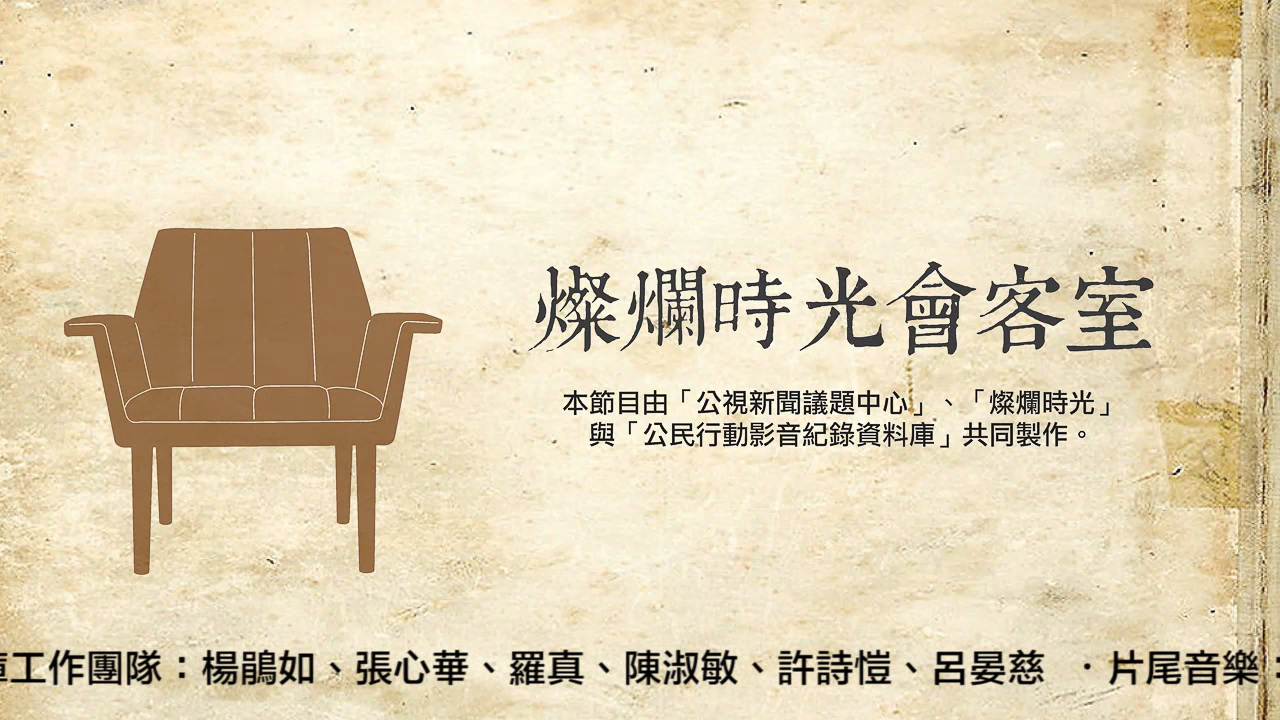 燦爛時光會客室
本節目由「公視新聞議題中心」、「燦爛時光」
與「公民行動影音紀錄資料庫」共同製作。
工作團隊：楊鵑如、張心華、羅真、陳淑敏、許詩愷、呂晏慈 ・片尾音樂：